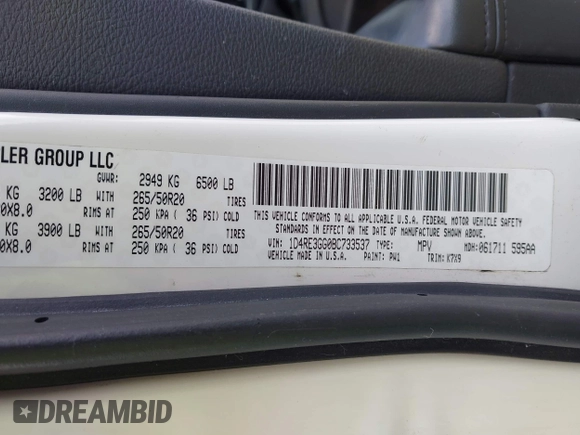 LER GROUP LLC
GVWR: 2949 KG 6500 LB
KG 3200 LB WITH 265/50R20 TIRES
0X8.0 RIMS AT 250 KPA ( 36 PSI) COLD
KG 3900 LB WITH 265/50R20 TIRES
0X8.0 RIMS AT 250 KPA ( 36 PSI) COLD
THIS VEHICLE CONFORMS TO ALL APPLICABLE U.S.A. FEDERAL MOTOR VEHICLE SAFETY
STANDARDS IN EFFECT ON THE DATE OF MANUFACTURE SHOWN ABOVE.
VIN: 1D4RE3GG0BC733537 TYPE: MPV MDH: 061711 595AA
VEHICLE MADE IN U.S.A. PAINT: PW1 TRIM: K7X9
DREAMBID